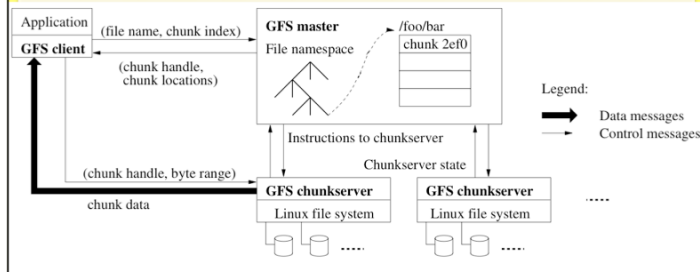 Application
GFS client
(file name, chunk index)
(chunk handle,
chunk locations)
GFS master
File namespace
/foo/bar
chunk 2ef0
Legend:
Data messages
Control messages
Instructions to chunkserver
Chunkserver state
(chunk handle, byte range)
chunk data
GFS chunkserver
Linux file system
GFS chunkserver
Linux file system